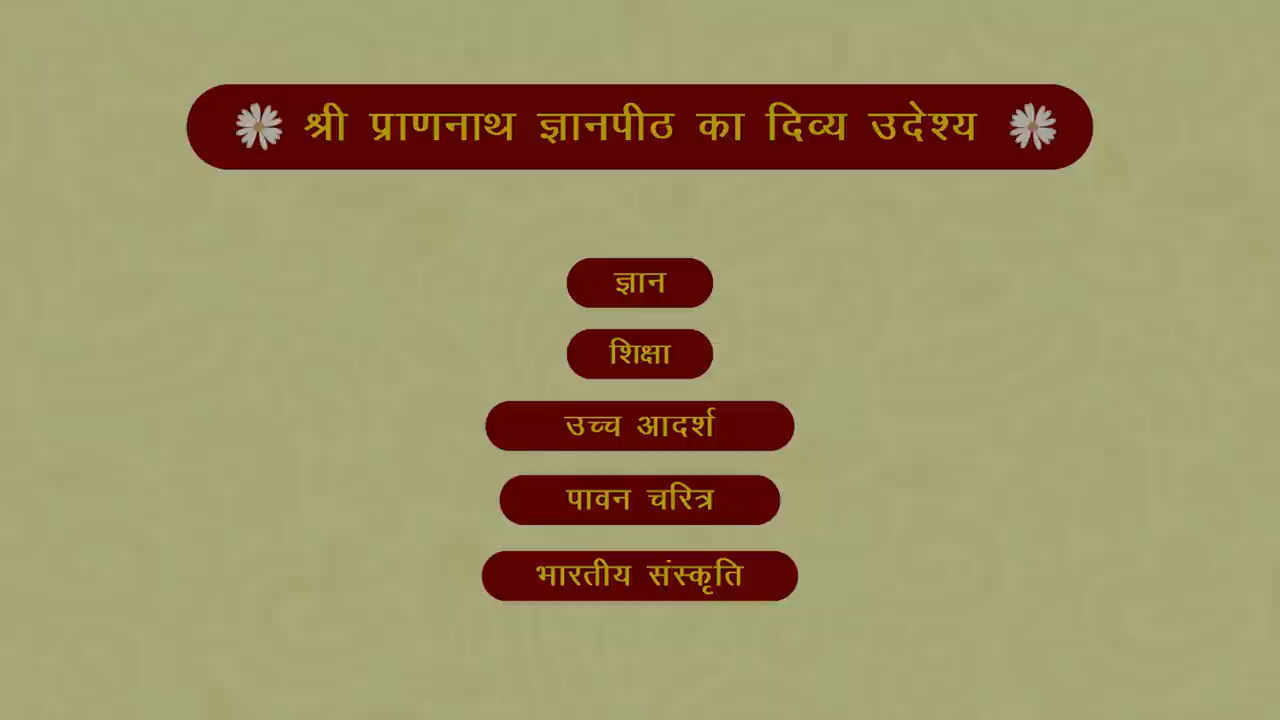 श्री प्राणनाथ ज्ञानपीठ का दिव्य उदेश्य
ज्ञान
शिक्षा
उच्च आदर्श
पावन चरित्र
भारतीय संस्कृति